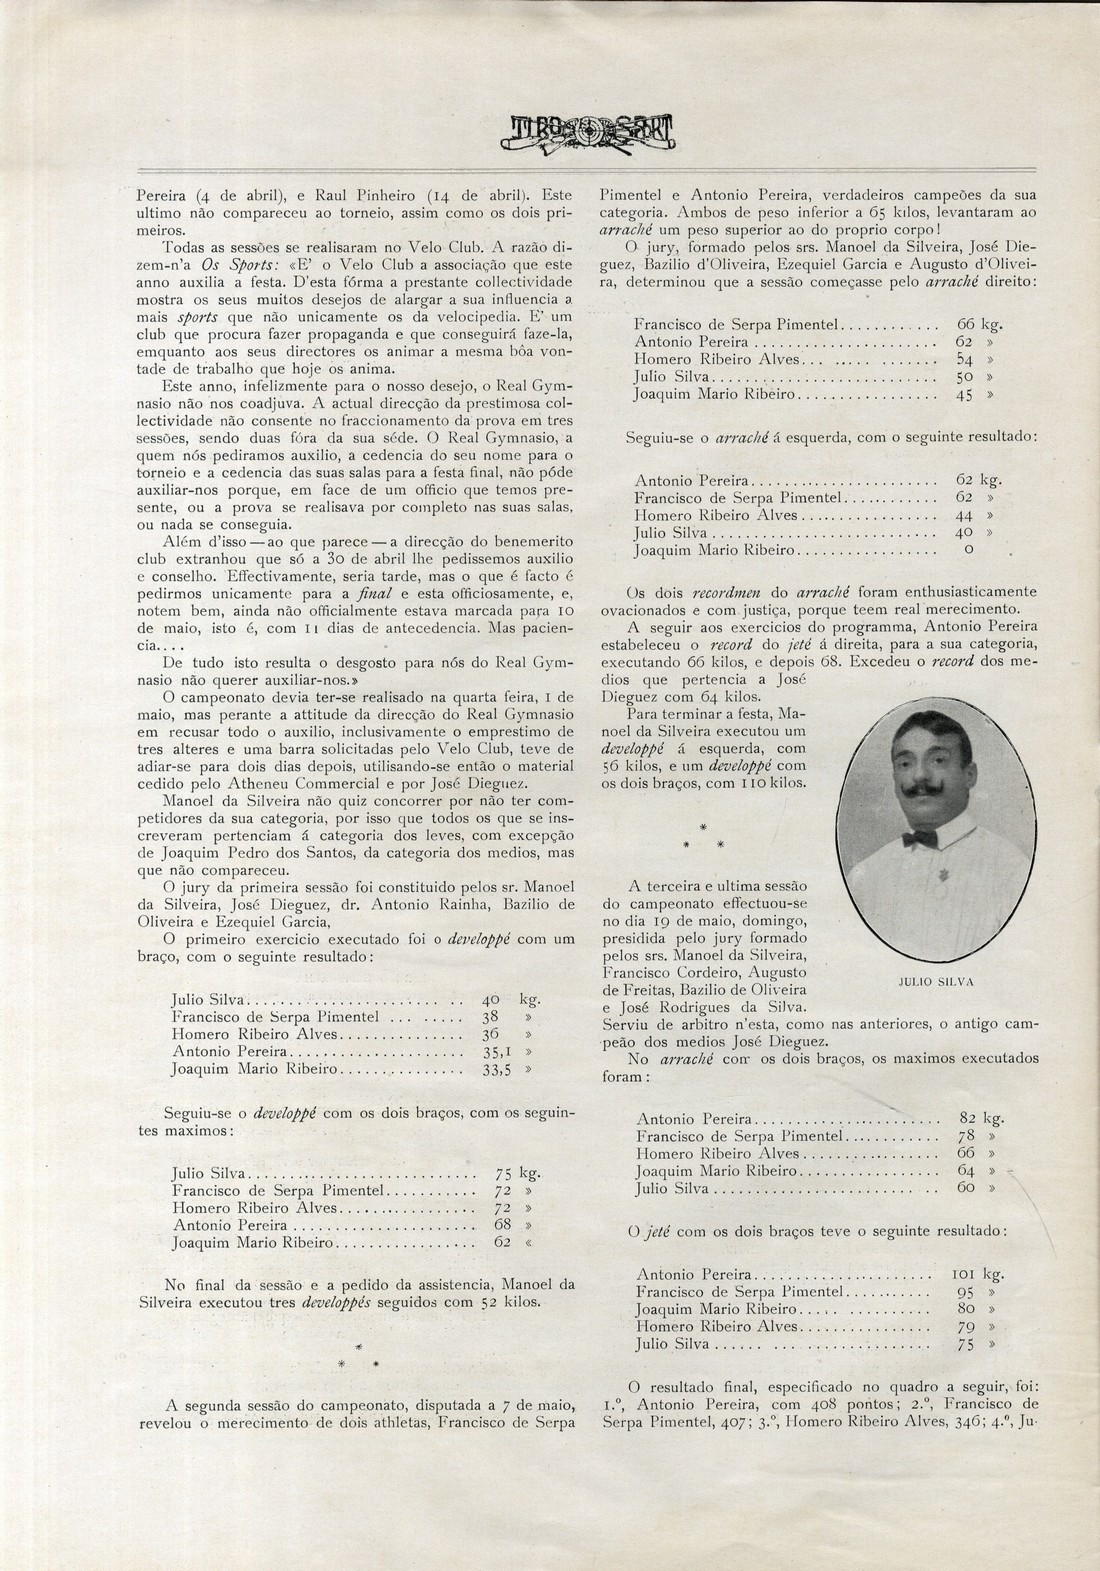 TIRO E SPORT
Pereira (4 de abril), e Raul Pinheiro (14 de abril). Este
ultimo não compareceu ao torneio, assim como os dois pri-
meiros.
Todas as sessões se realisaram no Velo Club. A razão di-
zem-n'a Os Sports: «E' o Velo Club a associação que este
anno auxilia a festa. D'esta fórma a prestante collectividade
mostra os seus muitos desejos de alargar a sua influencia a
mais sports que não unicamente os da velocipedia. E' um
club que procura fazer propaganda e que conseguirá faze-la,
emquanto aos seus directores os animar a mesma bôa von-
tade de trabalho que hoje os anima.
Este anno, infelizmente para o nosso desejo, o Real Gym-
nasio não nos coadjuva. A actual direcção da prestimosa col-
lectividade não consente no fraccionamento da prova em tres
sessões, sendo duas fóra da sua séde. O Real Gymnasio, a
quem nós pediramos auxilio, a cedencia do seu nome para o
torneio e a cedencia das suas salas para a festa final, não póde
auxiliar-nos porque, em face de um officio que temos pre-
sente, ou a prova se realisava por completo nas suas salas,
ou nada se conseguia.
Além d'isso — ao que parece — a direcção do benemerito
club extranhou que só a 30 de abril lhe pedissemos auxilio
e conselho. Effectivamente, seria tarde, mas o que é facto é
pedirmos unicamente para a final e esta officiosamente, e,
notem bem, ainda não officialmente estava marcada para 10
de maio, isto é, com 11 dias de antecedencia. Mas pacien-
cia....
De tudo isto resulta o desgosto para nós do Real Gym-
nasio não querer auxiliar-nos.»
O campeonato devia ter-se realisado na quarta feira, 1 de
maio, mas perante a attitude da direcção do Real Gymnasio
em recusar todo o auxilio, inclusivamente o emprestimo de
tres alteres e uma barra solicitadas pelo Velo Club, teve de
adiar-se para dois dias depois, utilisando-se então o material
cedido pelo Atheneu Commercial e por José Dieguez.
Manoel da Silveira não quiz concorrer por não ter com-
petidores da sua categoria, por isso que todos os que se ins-
creveram pertenciam á categoria dos leves, com excepção
de Joaquim Pedro dos Santos, da categoria dos medios, mas
que não compareceu.
O jury da primeira sessão foi constituido pelos sr. Manoel
da Silveira, José Dieguez, dr. Antonio Rainha, Bazilio de
Oliveira e Ezequiel Garcia,
O primeiro exercicio executado foi o developpé com um
braço, com o seguinte resultado:
Julio Silva........................ 40 kg.
Francisco de Serpa Pimentel ... ...... 38 »
Homero Ribeiro Alves................ 36 »
Antonio Pereira...................... 35,1 »
Joaquim Mario Ribeiro................ 33,5 »
Seguiu-se o developpé com os dois braços, com os seguin-
tes maximos:
Julio Silva............................ 75 kg.
Francisco de Serpa Pimentel........... 72 »
Homero Ribeiro Alves................. 72 »
Antonio Pereira ...................... 68 »
Joaquim Mario Ribeiro................. 62 «
No final da sessão e a pedido da assistencia, Manoel da
Silveira executou tres developpés seguidos com 52 kilos.
*
* *
A segunda sessão do campeonato, disputada a 7 de maio,
revelou o merecimento de dois athletas, Francisco de Serpa
Pimentel e Antonio Pereira, verdadeiros campeões da sua
categoria. Ambos de peso inferior a 65 kilos, levantaram ao
arraché um peso superior ao do proprio corpo!
O jury, formado pelos srs. Manoel da Silveira, José Die-
guez, Bazilio d'Oliveira, Ezequiel Garcia e Augusto d'Olivei-
ra, determinou que a sessão começasse pelo arraché direito:
Francisco de Serpa Pimentel............ 66 kg.
Antonio Pereira ...................... 62 »
Homero Ribeiro Alves... ..... ....... 54 »
Julio Silva........................... 50 »
Joaquim Mario Ribeiro................. 45 »
Seguiu-se o arraché á esquerda, com o seguinte resultado:
Antonio Pereira....................... 62 kg.
Francisco de Serpa Pimentel............ 62 »
Homero Ribeiro Alves................. 44 »
Julio Silva........................... 40 »
Joaquim Mario Ribeiro................. 0
Os dois recordmen do arraché foram enthusiasticamente
ovacionados e com justiça, porque teem real merecimento.
A seguir aos exercicios do programma, Antonio Pereira
estabeleceu o record do jeté á direita, para a sua categoria,
executando 66 kilos, e depois 68. Excedeu o record dos me-
dios que pertencia a José
Dieguez com 64 kilos.
Para terminar a festa, Ma-
noel da Silveira executou um
developpé á esquerda, com
56 kilos, e um developpé com
os dois braços, com 110 kilos.
*
* *
A terceira e ultima sessão
do campeonato effectuou-se
no dia 19 de maio, domingo,
presidida pelo jury formado
pelos srs. Manoel da Silveira,
Francisco Cordeiro, Augusto
de Freitas, Bazilio de Oliveira
e José Rodrigues da Silva.
JULIO SILVA
Serviu de arbitro n'esta, como nas anteriores, o antigo cam-
peão dos medios José Dieguez.
No arraché com os dois braços, os maximos executados
foram:
Antonio Pereira....................... 82 kg.
Francisco de Serpa Pimentel............ 78 »
Homero Ribeiro Alves................. 66 »
Joaquim Mario Ribeiro................. 64 »
Julio Silva.......................... 60 »
O jeté com os dois braços teve o seguinte resultado:
Antonio Pereira....................... 101 kg.
Francisco de Serpa Pimentel........... 95 »
Joaquim Mario Ribeiro..... .......... 80 »
Homero Ribeiro Alves................ 79 »
Julio Silva ...... ... ............... 75 »
O resultado final, especificado no quadro a seguir, foi:
1.º, Antonio Pereira, com 408 pontos; 2.º, Francisco de
Serpa Pimentel, 407; 3.º, Homero Ribeiro Alves, 346; 4.º, Ju-